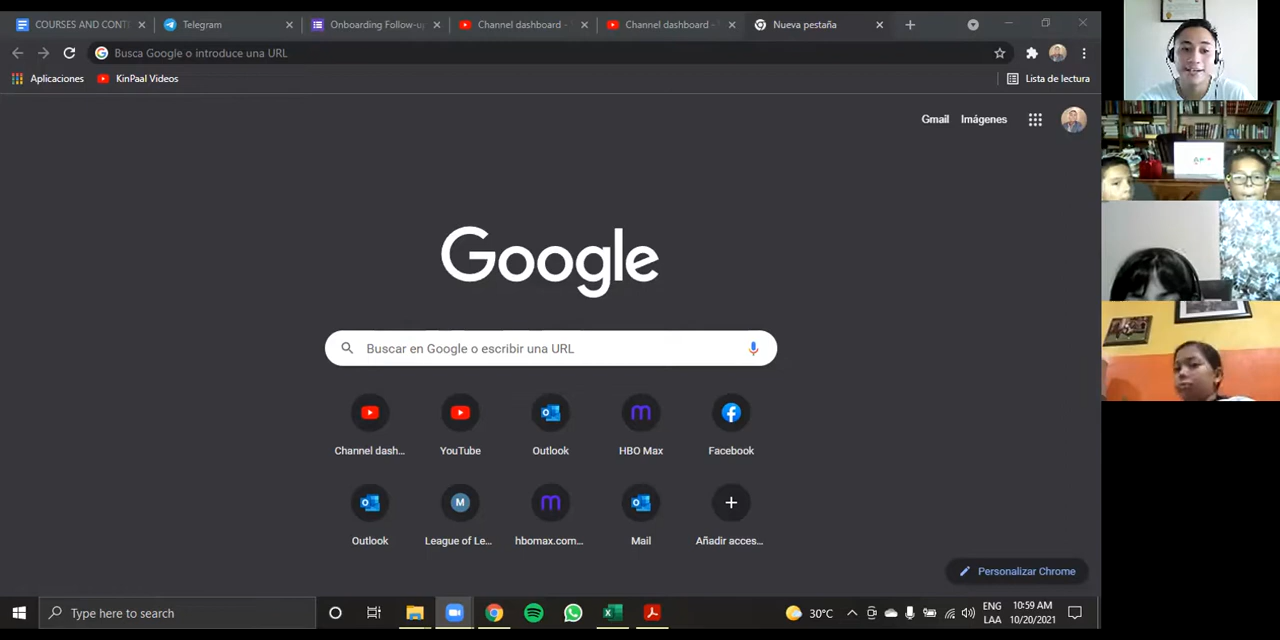 COURSES AND CONT
Telegram
Onboarding Follow-up
Channel dashboard -
Channel dashboard -
Nueva pestaña
Busca Google o introduce una URL
Aplicaciones
KinPaal Videos
Lista de lectura
Gmail
Imágenes
Google
Buscar en Google o escribir una URL
Channel dash...
YouTube
Outlook
HBO Max
Facebook
M
League of Le...
Outlook
hbomax.com...
Mail
Añadir acces...
Personalizar Chrome
Type here to search
30°C
ENG
LAA
10:59 AM
10/20/2021